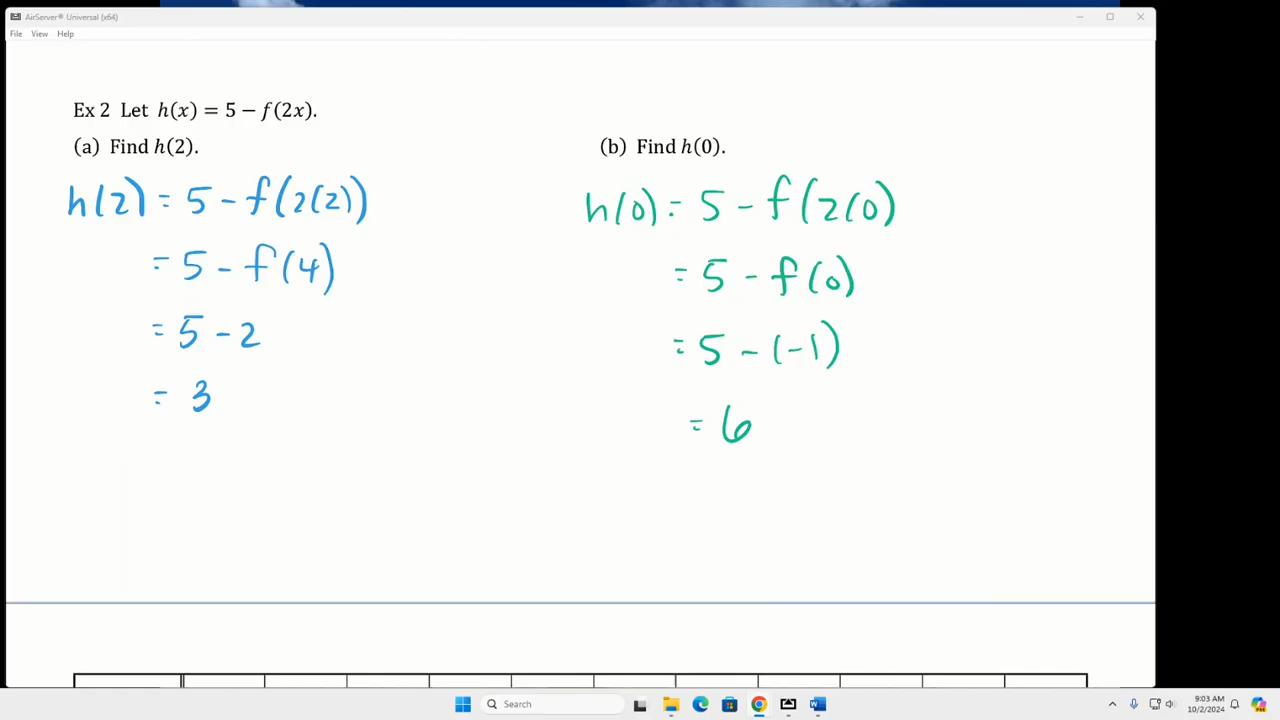 AirServer® Universal (x64)
File View Help
Ex 2 Let h(x) = 5 − f(2x).
(a) Find h(2).
h(2) = 5 - f(2(2))
= 5 - f(4)
= 5 - 2
= 3
(b) Find h(0).
h(0) = 5 - f(2(0)
= 5 - f(0)
= 5 - (-1)
= 6
Search
9:03 AM
10/2/2024